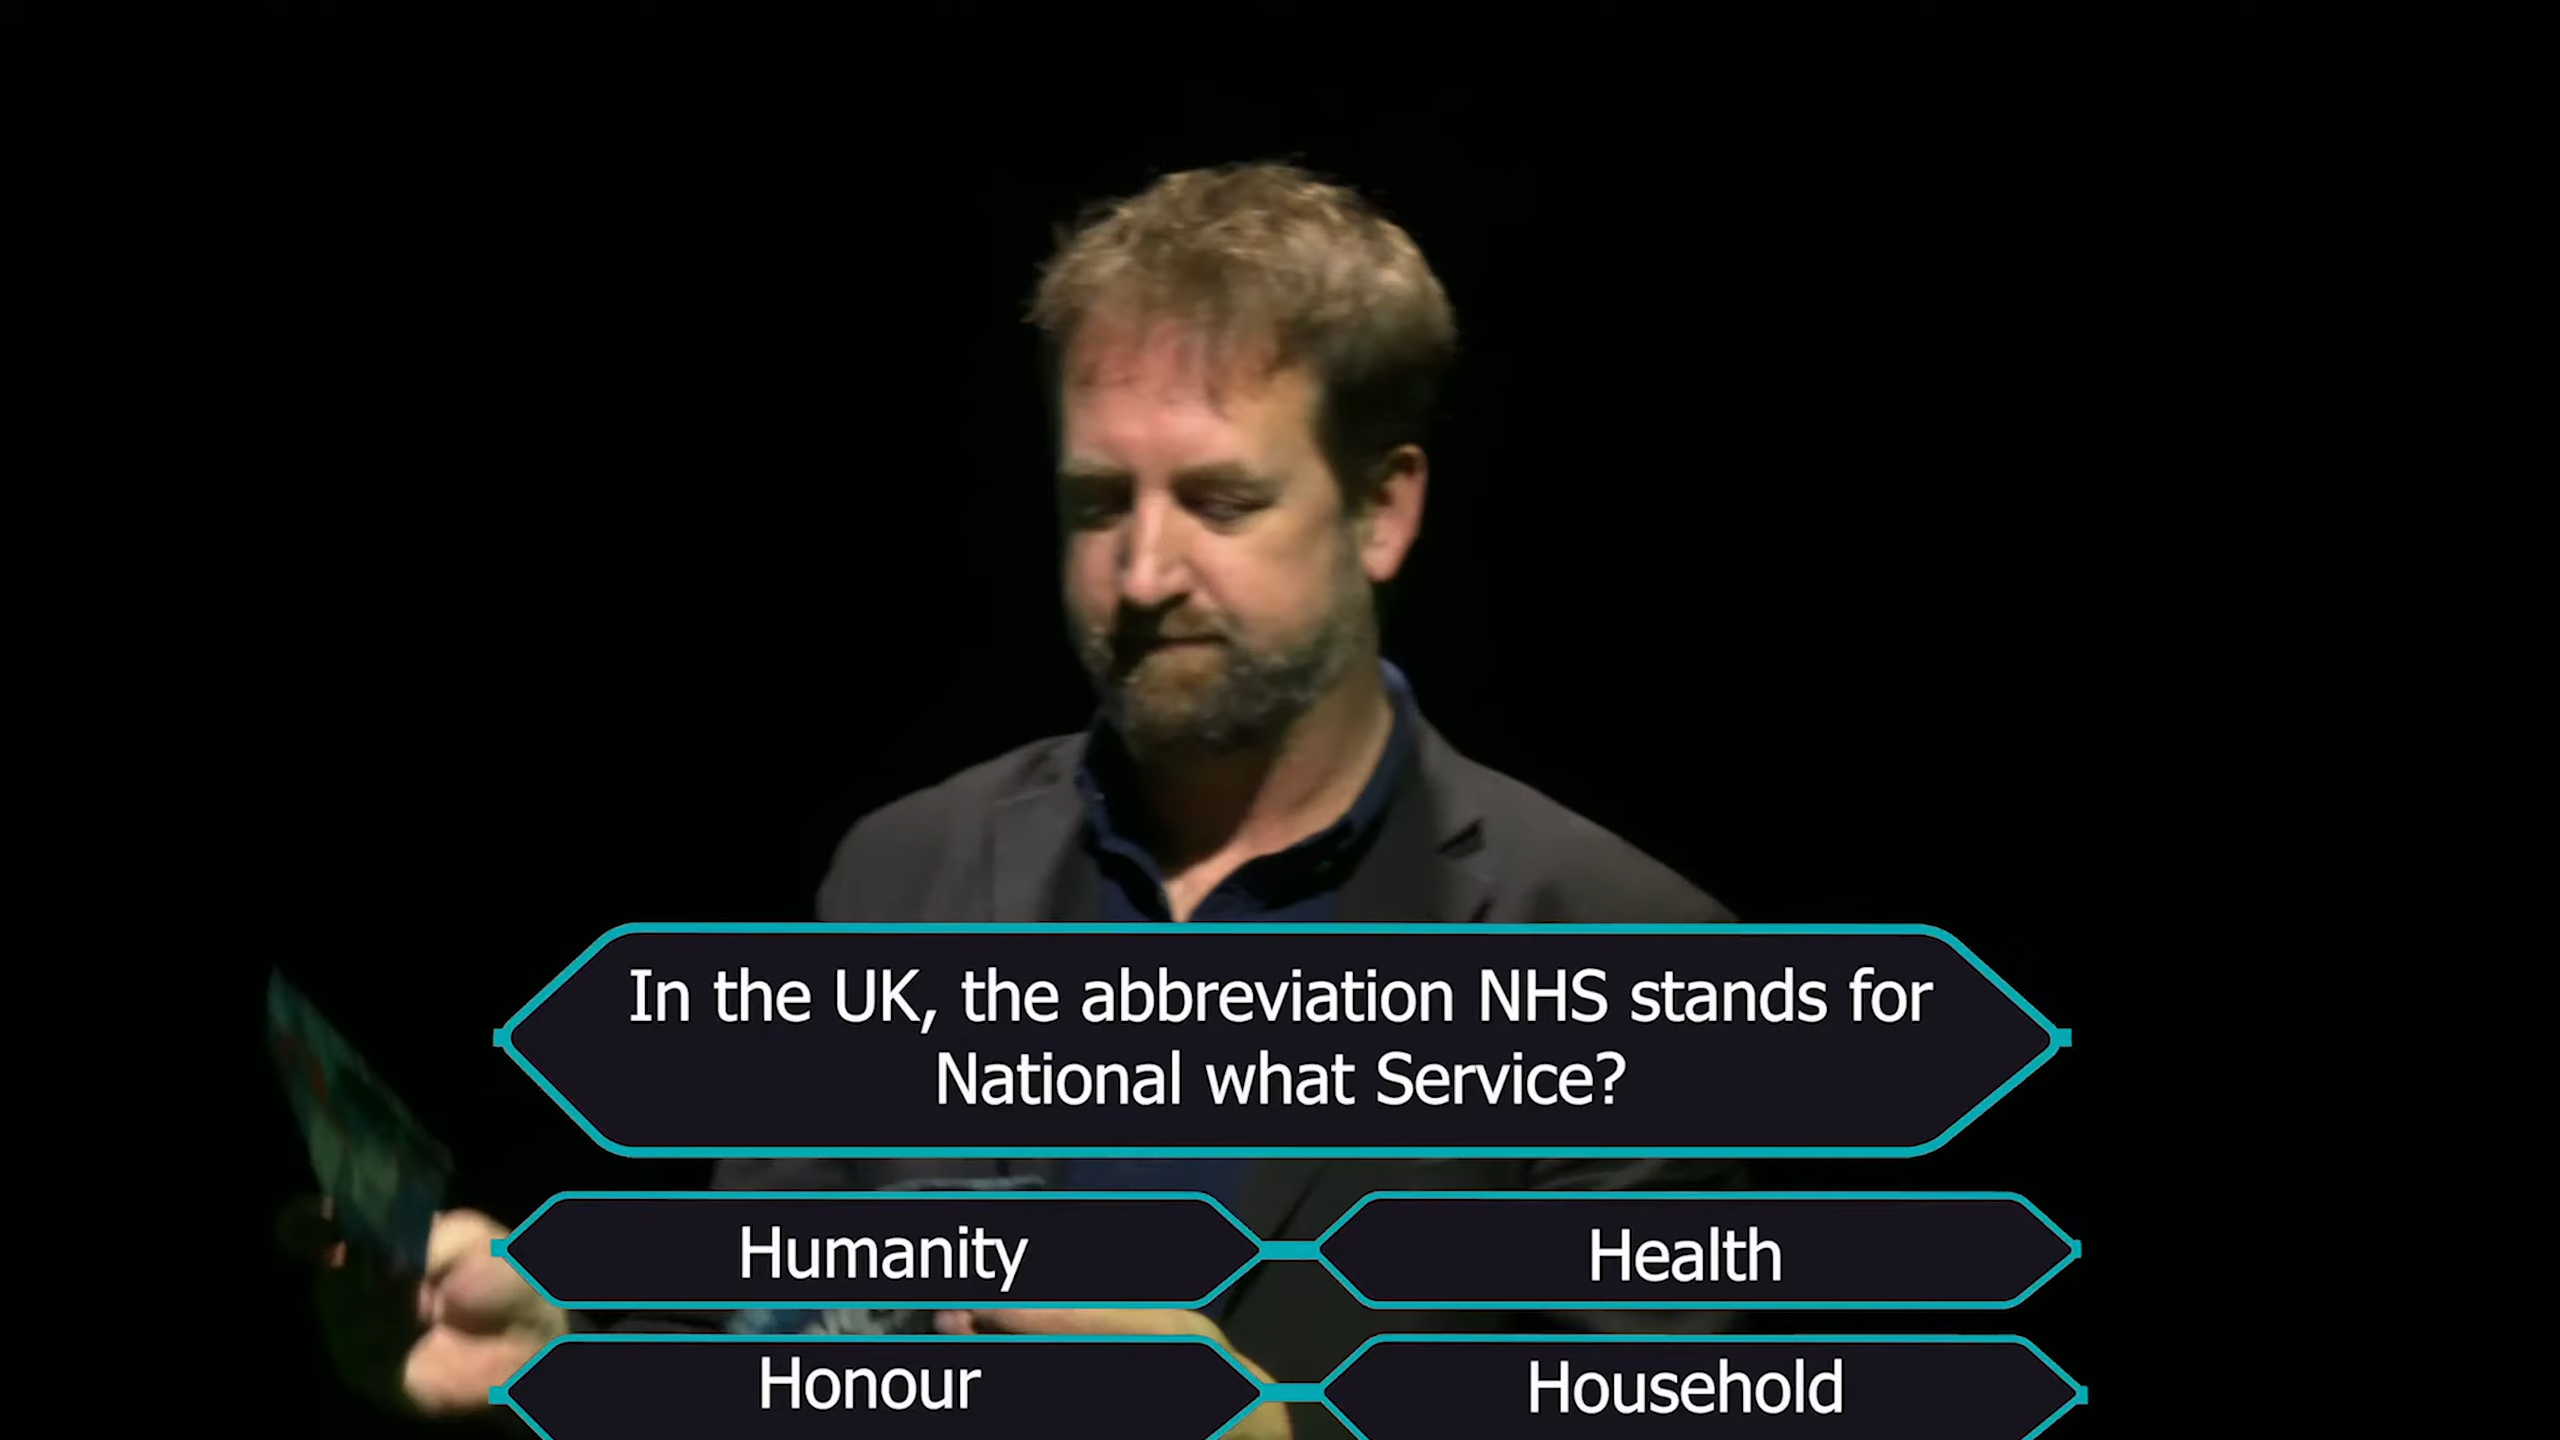 In the UK, the abbreviation NHS stands for
National what Service?
Humanity
Health
Honour
Household